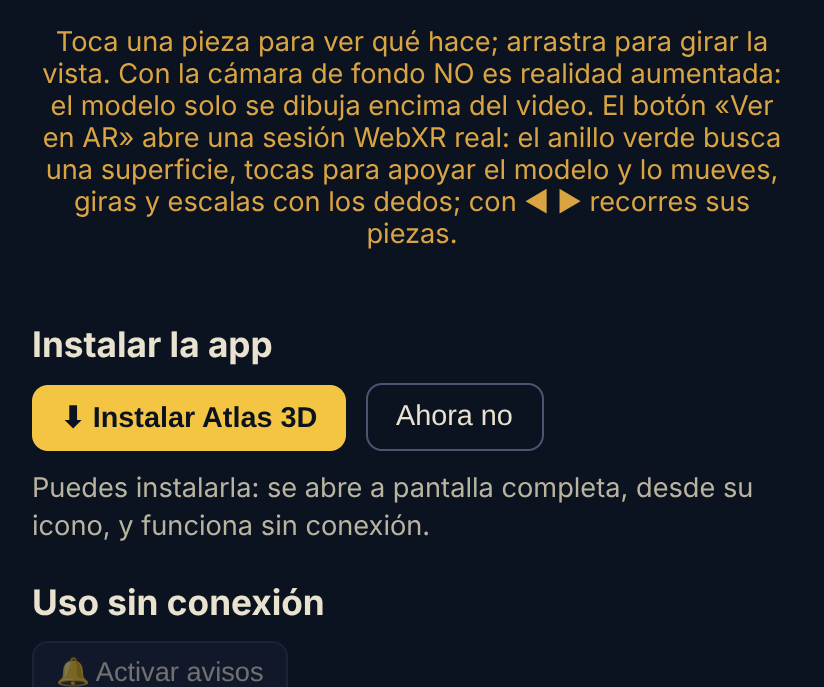 Toca una pieza para ver qué hace; arrastra para girar la
vista. Con la cámara de fondo NO es realidad aumentada:
el modelo solo se dibuja encima del video. El botón «Ver
en AR» abre una sesión WebXR real: el anillo verde busca
una superficie, tocas para apoyar el modelo y lo mueves,
giras y escalas con los dedos; con ◀ ▶ recorres sus
piezas.
Instalar la app
⬇ Instalar Atlas 3D
Ahora no
Puedes instalarla: se abre a pantalla completa, desde su
icono, y funciona sin conexión.
Uso sin conexión
🔔 Activar avisos